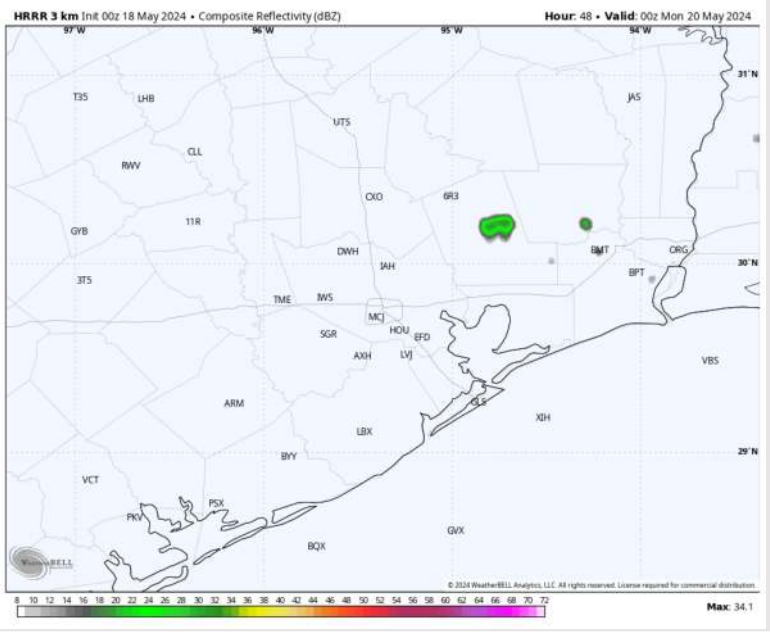 HRRR 3 km Init 00z 18 May 2024 • Composite Reflectivity (dBZ) Hour: 48 • Valid: 00z Mon 20 May 2024
97°W 96°W 95°W 94°W
31°N
T35 LHB JAS
UTS
CLL
RWV
CXO 6R3
11R
GYB
DWH BMT ORG
30°N
IAH
BPT
3T5
TME IWS
MCJ
SGR HOU
EFD
AXH LVJ
VBS
ARM GLS
XIH
LBX
29°N
BYY
VCT
PSX
PKV
GVX
BQX
WEATHERBELL
© 2024 WeatherBELL Analytics, LLC. All rights reserved. License required for commercial distribution.
8 10 12 14 16 18 20 22 24 26 28 30 32 34 36 38 40 42 44 46 48 50 52 54 56 58 60 62 64 66 68 70 72
Max: 34.1